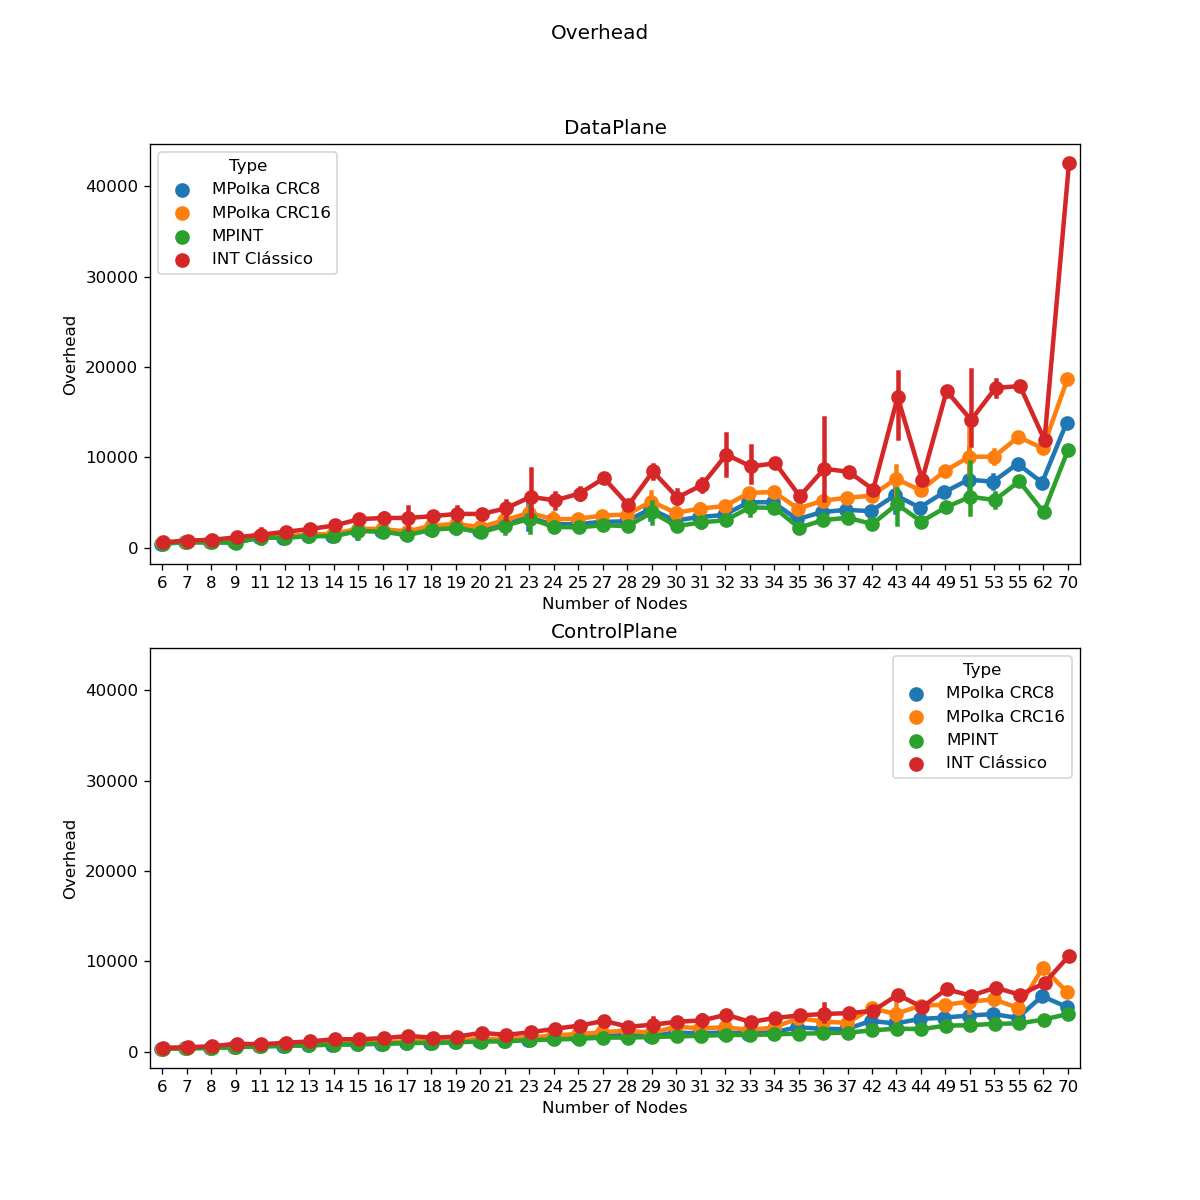 Overhead
DataPlane
Type
MPolka CRC8
MPolka CRC16
MPINT
INT Clássico
40000
30000
20000
10000
0
Overhead
6 7 8 9 11 12 13 14 15 16 17 18 19 20 21 23 24 25 27 28 29 30 31 32 33 34 35 36 37 42 43 44 49 51 53 55 62 70
Number of Nodes
ControlPlane
Type
MPolka CRC8
MPolka CRC16
MPINT
INT Clássico
40000
30000
20000
10000
0
Overhead
6 7 8 9 11 12 13 14 15 16 17 18 19 20 21 23 24 25 27 28 29 30 31 32 33 34 35 36 37 42 43 44 49 51 53 55 62 70
Number of Nodes